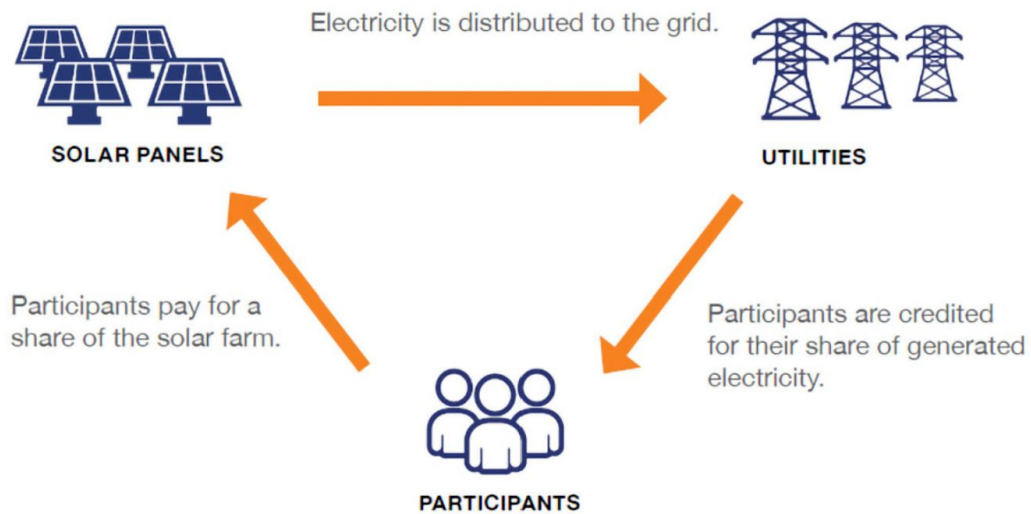 Electricity is distributed to the grid.
SOLAR PANELS
UTILITIES
Participants pay for a
share of the solar farm.
Participants are credited
for their share of generated
electricity.
PARTICIPANTS